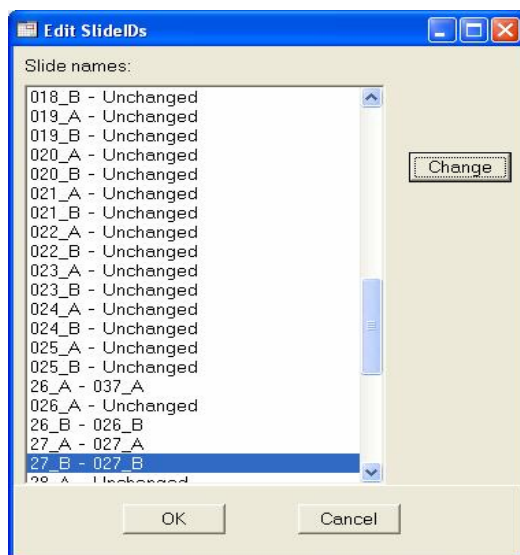 Edit SlideIDs
Slide names:
018_B - Unchanged
019_A - Unchanged
019_B - Unchanged
020_A - Unchanged
020_B - Unchanged
021_A - Unchanged
021_B - Unchanged
022_A - Unchanged
022_B - Unchanged
023_A - Unchanged
023_B - Unchanged
024_A - Unchanged
024_B - Unchanged
025_A - Unchanged
025_B - Unchanged
26_A - 037_A
026_A - Unchanged
26_B - 026_B
27_A - 027_A
27_B - 027_B
28_A - Unchanged
Change
OK
Cancel